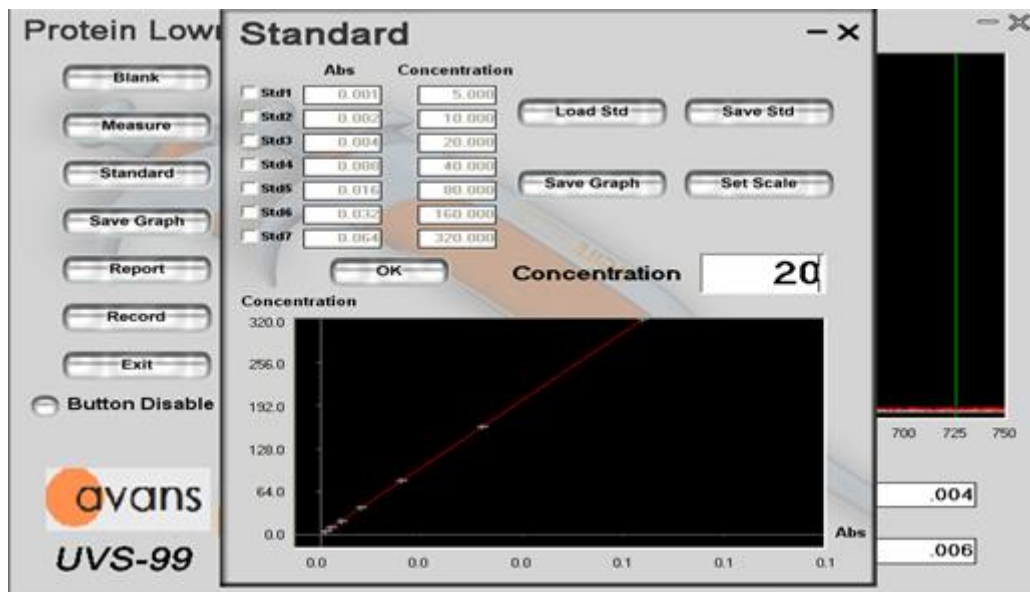 Protein Lowr
Blank
Measure
Standard
Save Graph
Report
Record
Exit
Button Disable
avans
UVS-99
Standard
Abs Concentration
Std1 0.001 5.000
Std2 0.002 10.000
Std3 0.004 20.000
Std4 0.008 40.000
Std5 0.016 80.000
Std6 0.032 160.000
Std7 0.064 320.000
Load Std Save Std
Save Graph Set Scale
OK Concentration 20
Concentration
320.0
256.0
192.0
128.0
64.0
0.0
Abs
0.0 0.0 0.0 0.1 0.1 0.1
700 725 750
.004
.006